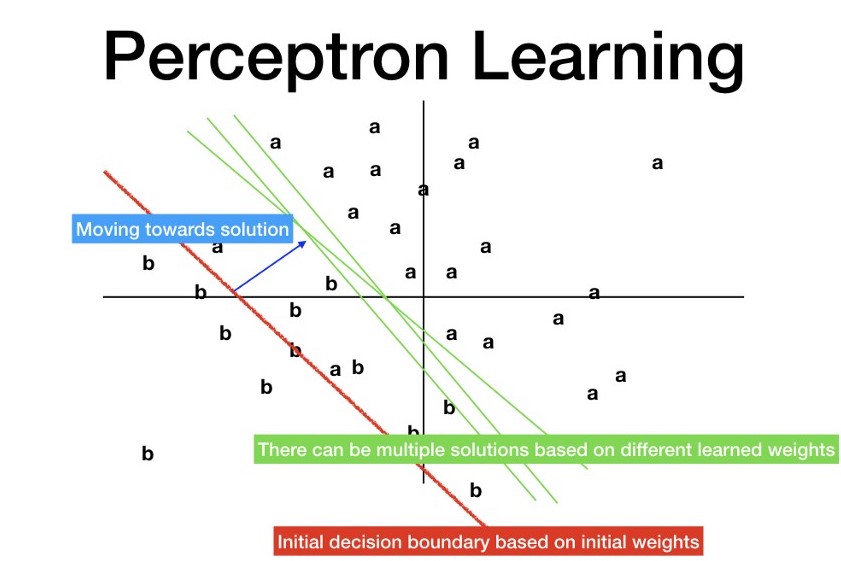 Perceptron Learning
a
a
a
a
a
a
a
a
a
a
Moving towards solution
a
a
b
a
a
b
b
a
b
a
b
a
a
b
a
b
a
b
a
b
b
b
There can be multiple solutions based on different learned weights
b
b
Initial decision boundary based on initial weights